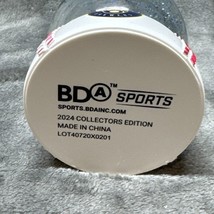 BDA™ SPORTS
SPORTS.BDAINC.COM
2024 COLLECTORS EDITION
MADE IN CHINA
LOT40720X0201